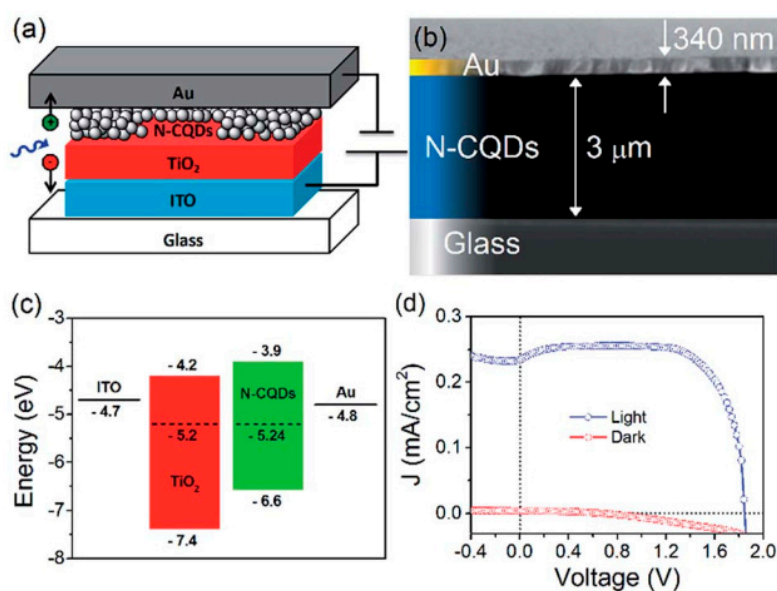 (a)
Au
+
N-CQDs
-
TiO₂
ITO
Glass
(b)
340 nm
Au
N-CQDs
3 μm
Glass
(c)
Energy (eV)
-3
-4
-5
-6
-7
-8
ITO
- 4.7
- 4.2
- 5.2
TiO₂
- 7.4
- 3.9
N-CQDs
- 5.24
- 6.6
Au
- 4.8
(d)
J (mA/cm²)
0.3
0.2
0.1
0.0
Light
Dark
-0.4 0.0 0.4 0.8 1.2 1.6 2.0
Voltage (V)